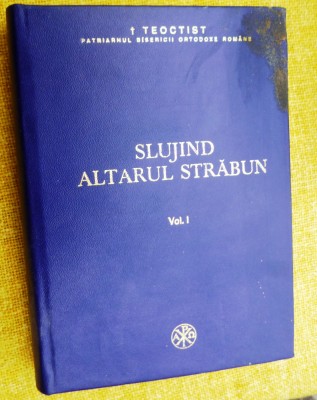 † TEOCTIST
PATRIARHUL BISERICII ORTODOXE ROMÂNE
SLUJIND
ALTARUL STRĂBUN
Vol. I